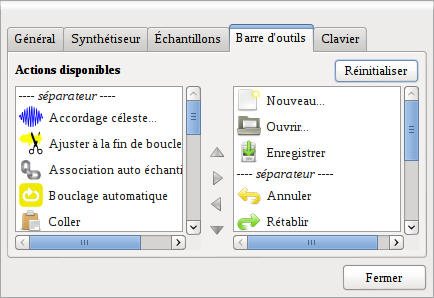 Général Synthétiseur Échantillons Barre d'outils Clavier
Actions disponibles
Réinitialiser
---- séparateur ----
Accordage céleste...
Ajuster à la fin de boucle
Association auto échanti
Bouclage automatique
Coller
Nouveau...
Ouvrir...
Enregistrer
---- séparateur ----
Annuler
Rétablir
Fermer